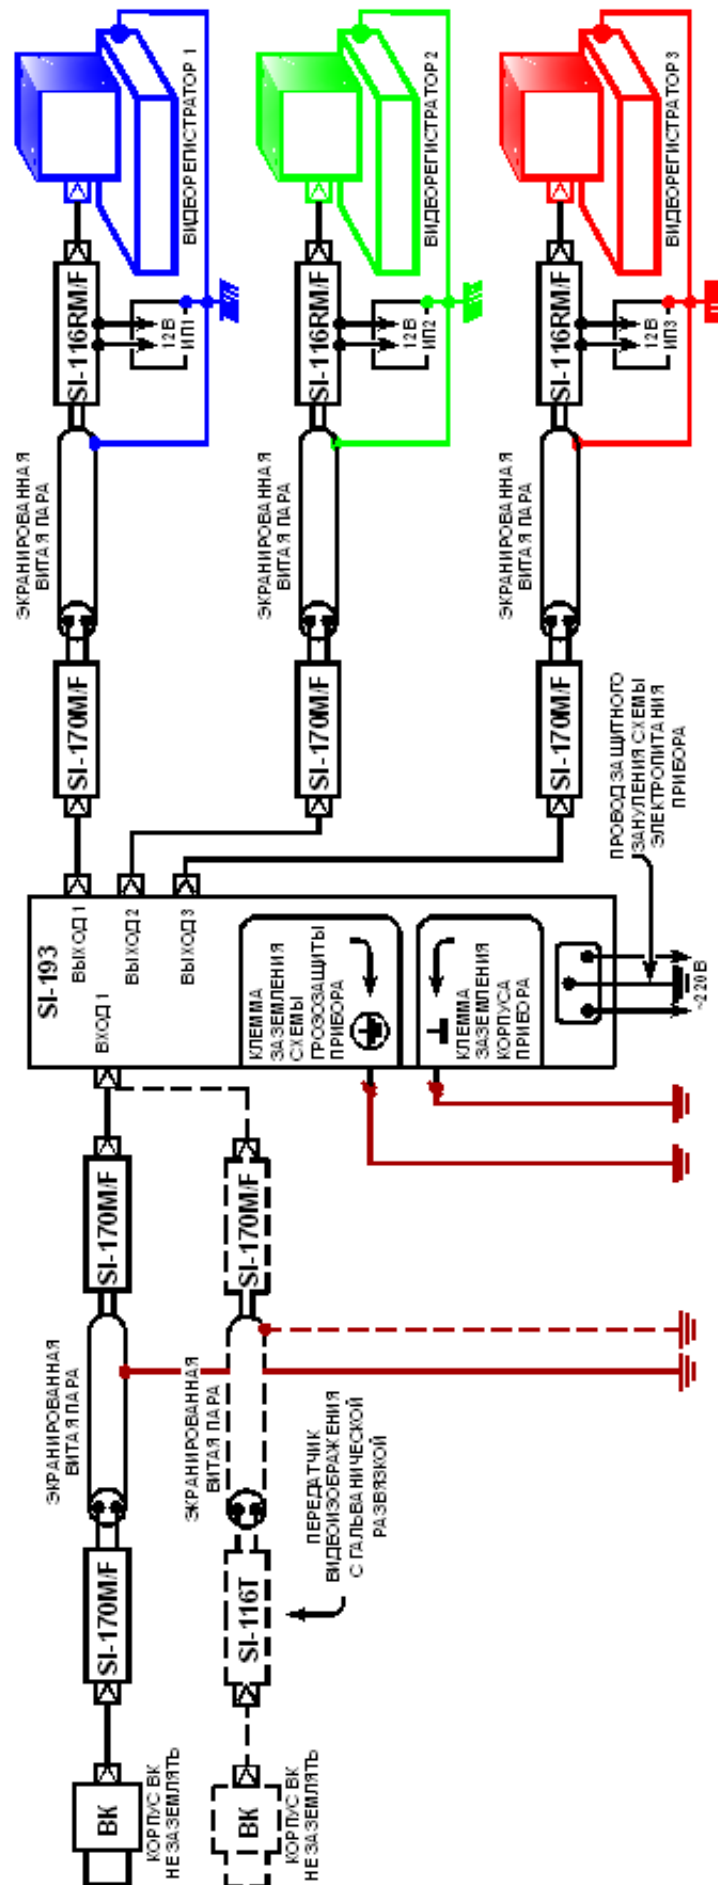 ВК
КОРПУС ВК
НЕ ЗАЗЕМЛЯТЬ
SI-170M/F
ЭКРАНИРОВАННАЯ
ВИТАЯ ПАРА
SI-170M/F
ВК
КОРПУС ВК
НЕ ЗАЗЕМЛЯТЬ
SI-116T
ПЕРЕДАТЧИК
ВИДЕОИЗОБРАЖЕНИЯ
С ГАЛЬВАНИЧЕСКОЙ
РАЗВЯЗКОЙ
ЭКРАНИРОВАННАЯ
ВИТАЯ ПАРА
SI-170M/F
SI-193
ВХОД 1
ВЫХОД 1
ВЫХОД 2
ВЫХОД 3
КЛЕММА
ЗАЗЕМЛЕНИЯ
СХЕМЫ
ГРОЗОЗАЩИТЫ
ПРИБОРА
КЛЕММА
ЗАЗЕМЛЕНИЯ
КОРПУСА
ПРИБОРА
~220В
ПРОВОД ЗАЩИТНОГО
ЗАНУЛЕНИЯ СХЕМЫ
ЭЛЕКТРОПИТАНИЯ
ПРИБОРА
SI-170M/F
ЭКРАНИРОВАННАЯ
ВИТАЯ ПАРА
SI-116RM/F
12 В
ИП1
ВИДЕОРЕГИСТРАТОР 1
SI-170M/F
ЭКРАНИРОВАННАЯ
ВИТАЯ ПАРА
SI-116RM/F
12 В
ИП2
ВИДЕОРЕГИСТРАТОР 2
SI-170M/F
ЭКРАНИРОВАННАЯ
ВИТАЯ ПАРА
SI-116RM/F
12 В
ИП3
ВИДЕОРЕГИСТРАТОР 3